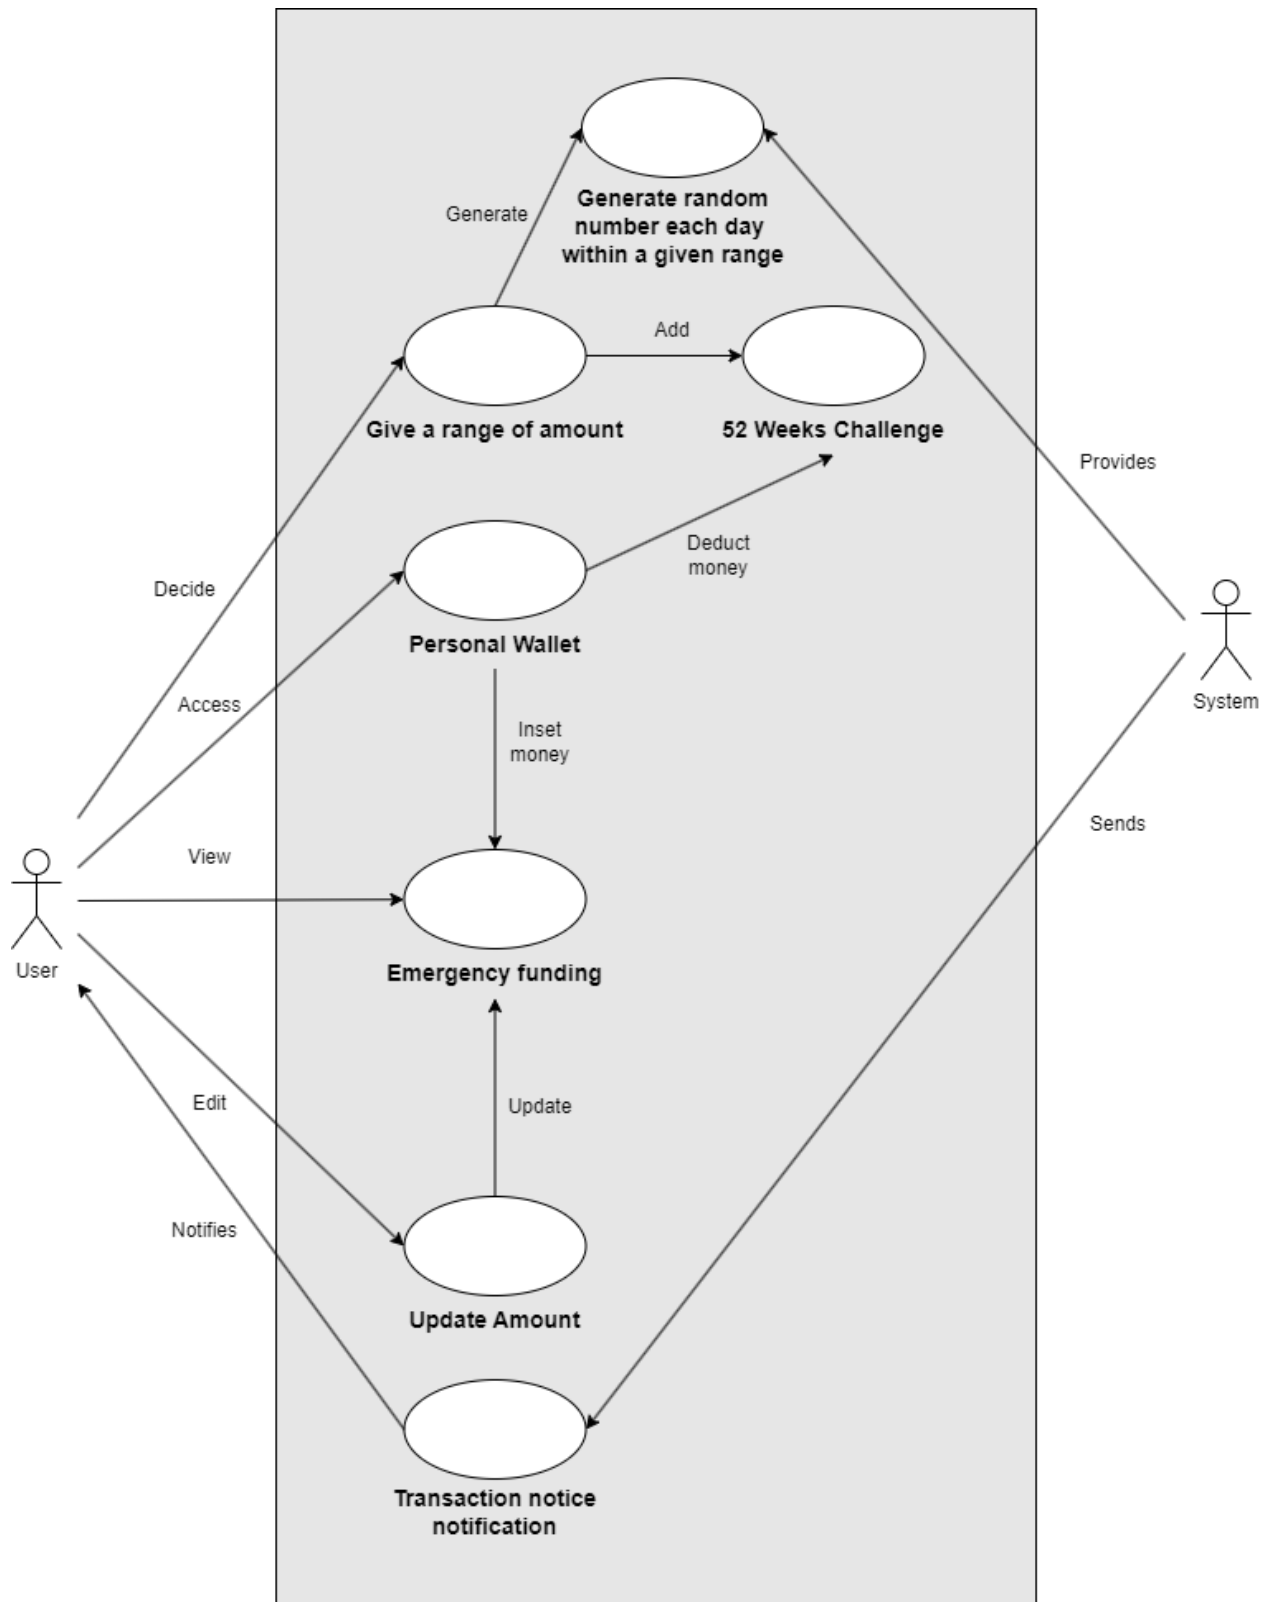 Generate
Generate random
number each day
within a given range
Add
Give a range of amount
52 Weeks Challenge
Provides
Deduct
money
Decide
Personal Wallet
Access
System
Inset
money
Sends
View
User
Emergency funding
Edit
Update
Notifies
Update Amount
Transaction notice
notification